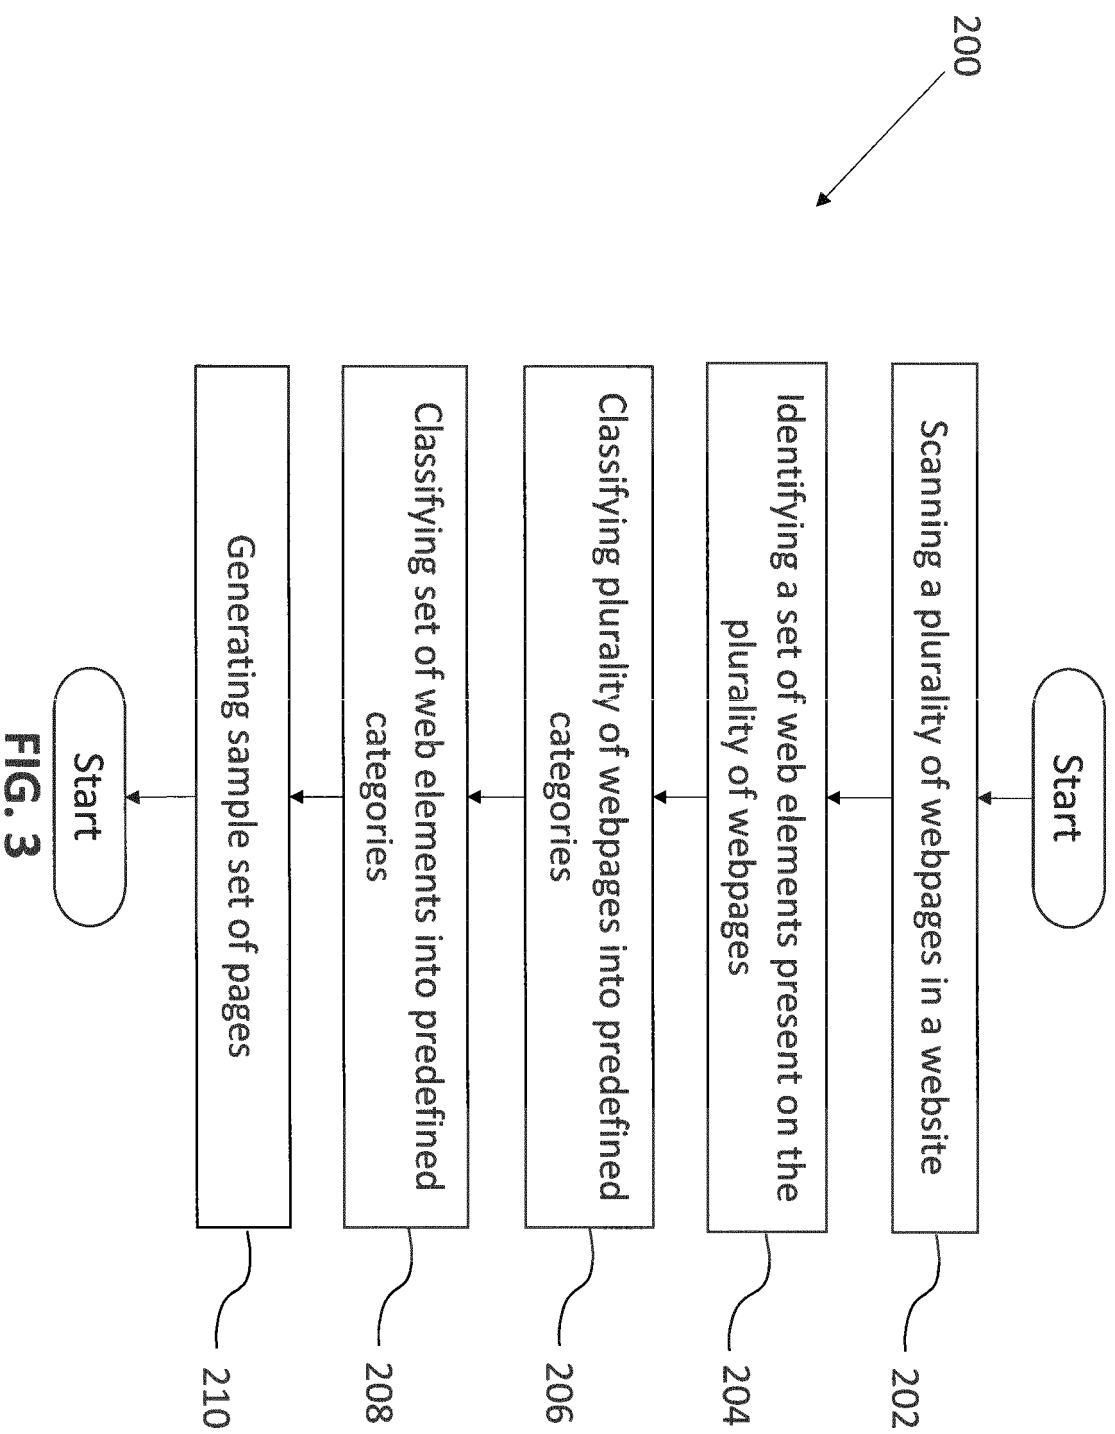 200
Start
Scanning a plurality of webpages in a website
202
Identifying a set of web elements present on the
plurality of webpages
204
Classifying plurality of webpages into predefined
categories
206
Classifying set of web elements into predefined
categories
208
Generating sample set of pages
210
Start
FIG. 3